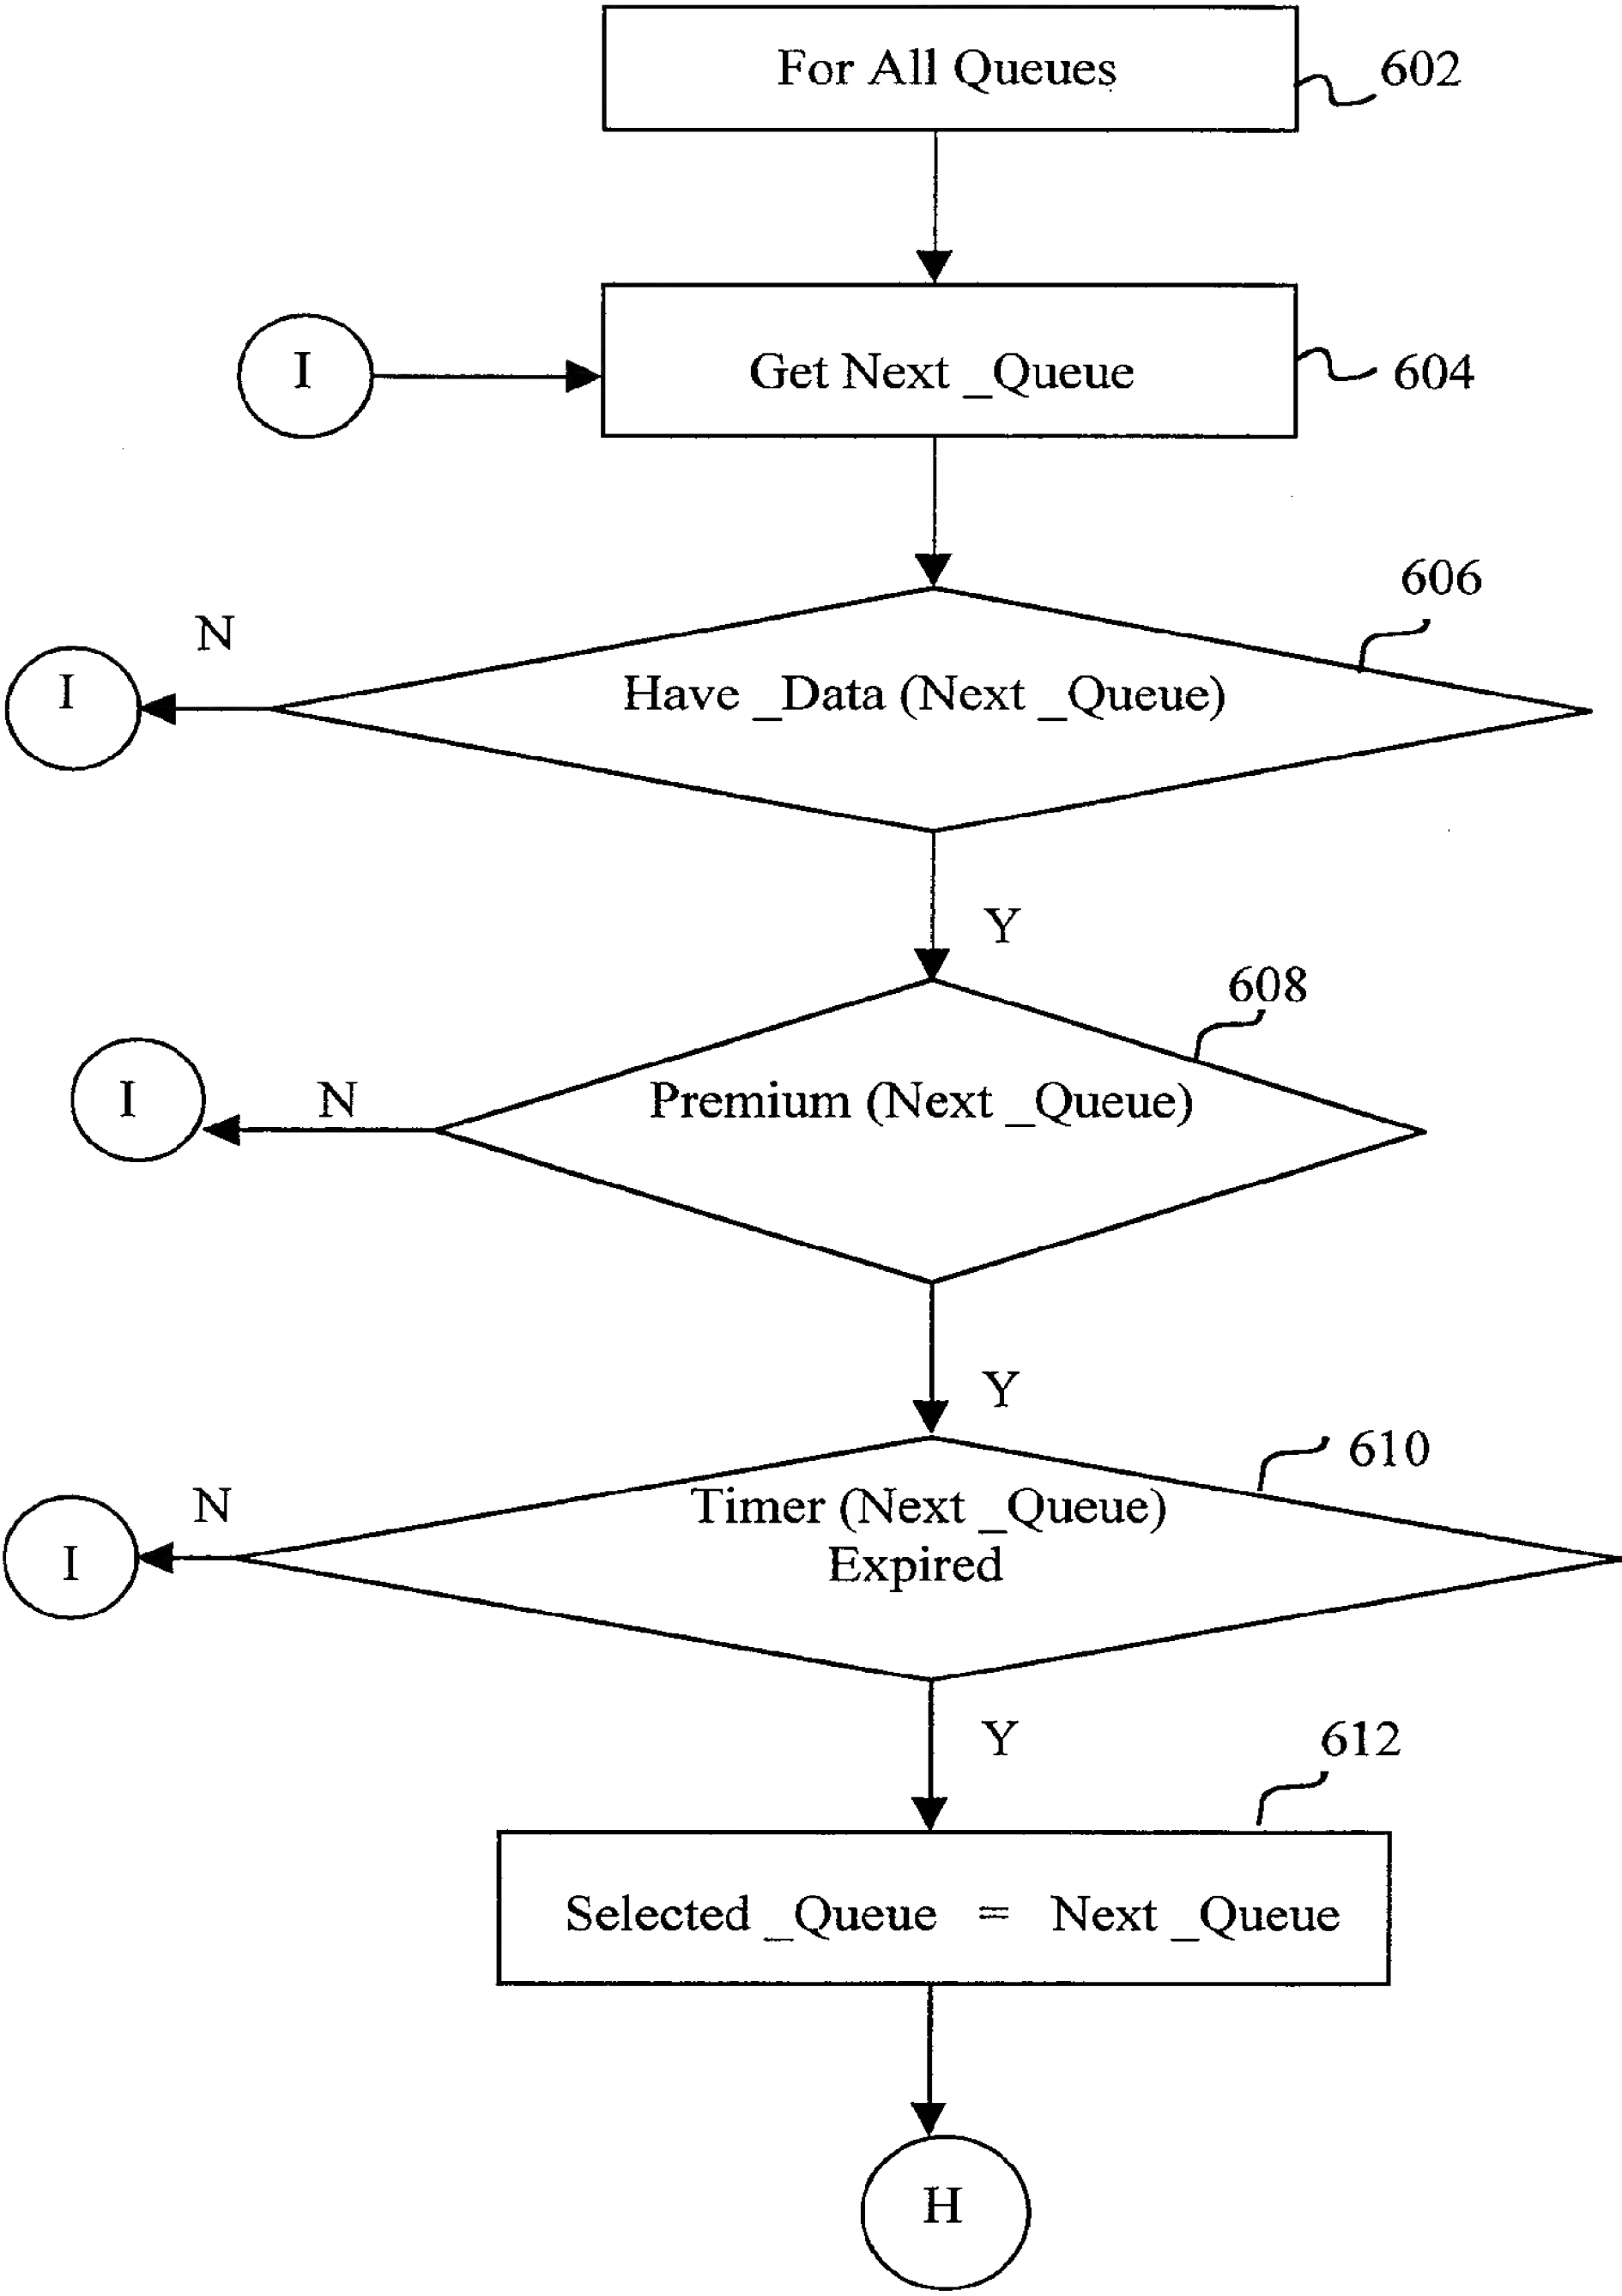 For All Queues
602
I
Get Next _Queue
604
606
N
I
Have _Data (Next _Queue)
Y
608
I
N
Premium (Next _Queue)
Y
610
N
I
Timer (Next _Queue)
Expired
Y
612
Selected _Queue = Next _Queue
H